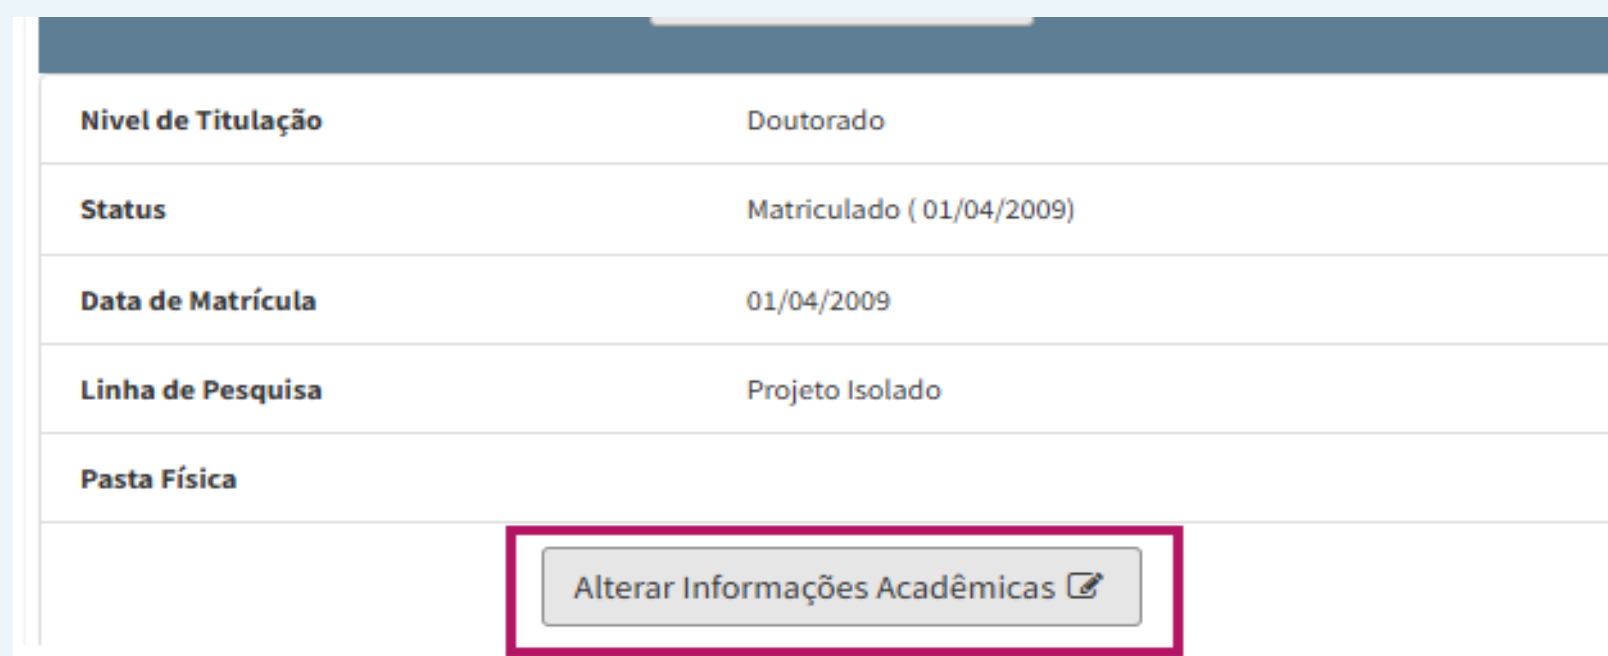 Nivel de Titulação Doutorado
Status Matriculado ( 01/04/2009)
Data de Matrícula 01/04/2009
Linha de Pesquisa Projeto Isolado
Pasta Física
Alterar Informações Acadêmicas